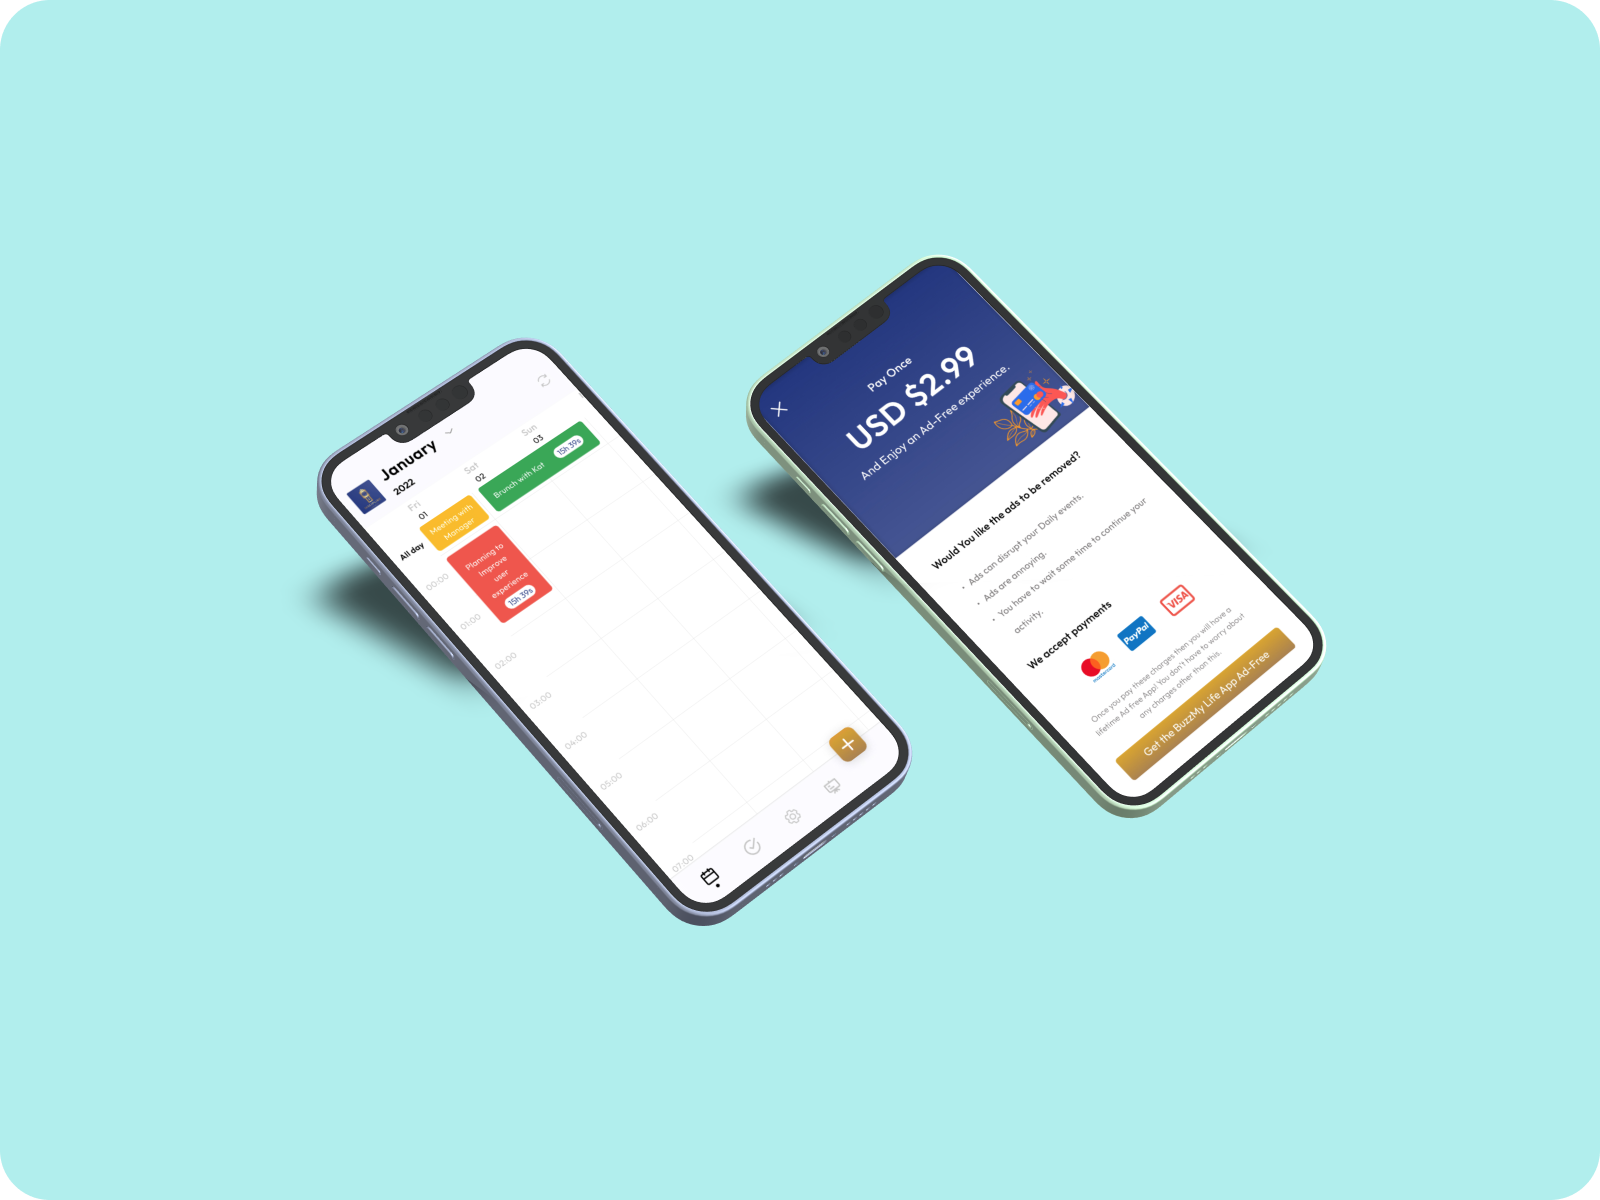 January
2022
Fri
01
Sat
02
Sun
03
All day
Meeting with
Manager
Brunch with Kat
15h 39s
Planning to
Improve
user
experience
15h 39s
00:00
01:00
02:00
03:00
04:00
05:00
06:00
07:00
Pay Once
USD $2.99
And Enjoy an Ad-Free experience.
Would You like the ads to be removed?
• Ads can disrupt your Daily events.
• Ads are annoying.
• You have to wait some time to continue your
activity.
We accept payments
mastercard
PayPal
VISA
Once you pay these charges then you will have a
lifetime Ad free App! You don't have to worry about
any charges other than this.
Get the BuzzMy Life App Ad-Free